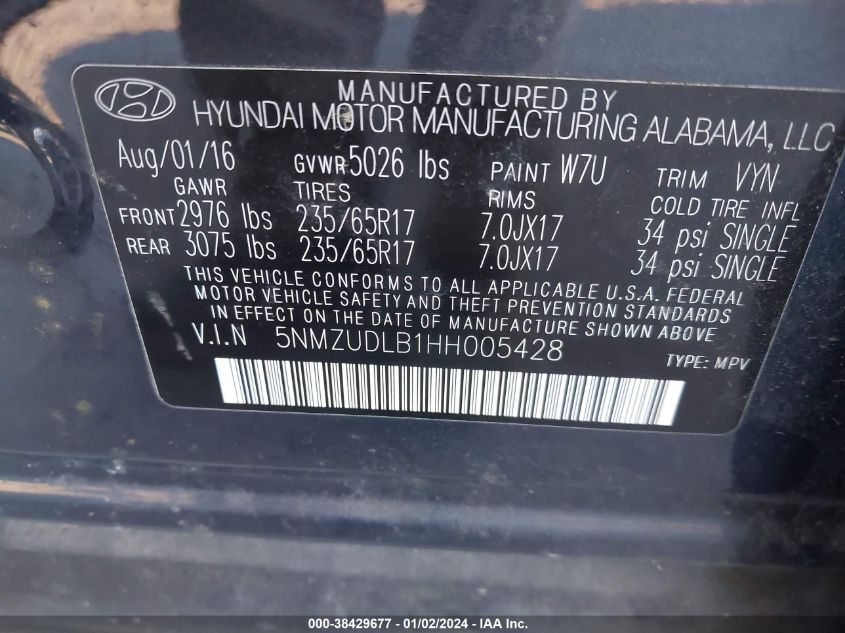 MANUFACTURED BY
HYUNDAI MOTOR MANUFACTURING ALABAMA, LLC
Aug/01/16 GVWR 5026 lbs PAINT W7U TRIM VYN
GAWR TIRES RIMS COLD TIRE INFL
FRONT 2976 lbs 235/65R17 7.0JX17 34 psi SINGLE
REAR 3075 lbs 235/65R17 7.0JX17 34 psi SINGLE
THIS VEHICLE CONFORMS TO ALL APPLICABLE U.S.A. FEDERAL
MOTOR VEHICLE SAFETY AND THEFT PREVENTION STANDARDS
IN EFFECT ON THE DATE OF MANUFACTURE SHOWN ABOVE
V.I.N 5NMZUDLB1HH005428
TYPE: MPV
000-38429677 - 01/02/2024 - IAA Inc.